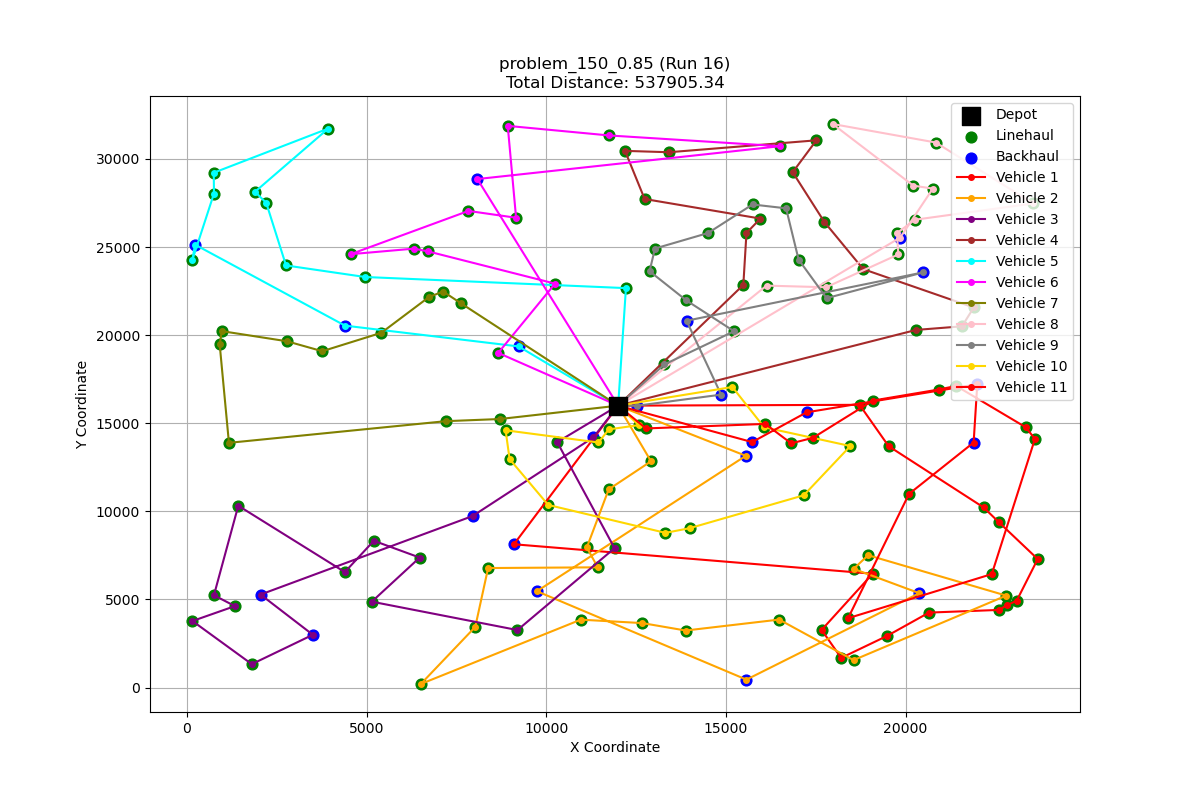 problem_150_0.85 (Run 16)
Total Distance: 537905.34
Depot
Linehaul
Backhaul
Vehicle 1
Vehicle 2
Vehicle 3
Vehicle 4
Vehicle 5
Vehicle 6
Vehicle 7
Vehicle 8
Vehicle 9
Vehicle 10
Vehicle 11
Y Coordinate
30000
25000
20000
15000
10000
5000
0
0 5000 10000 15000 20000
X Coordinate